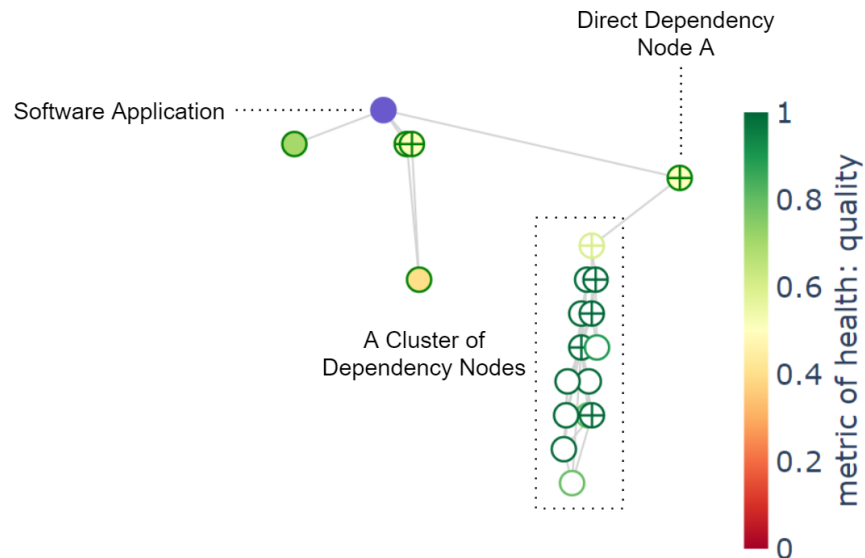 Direct Dependency
Node A
Software Application
A Cluster of
Dependency Nodes
1
0.8
0.6
0.4
0.2
0
metric of health: quality